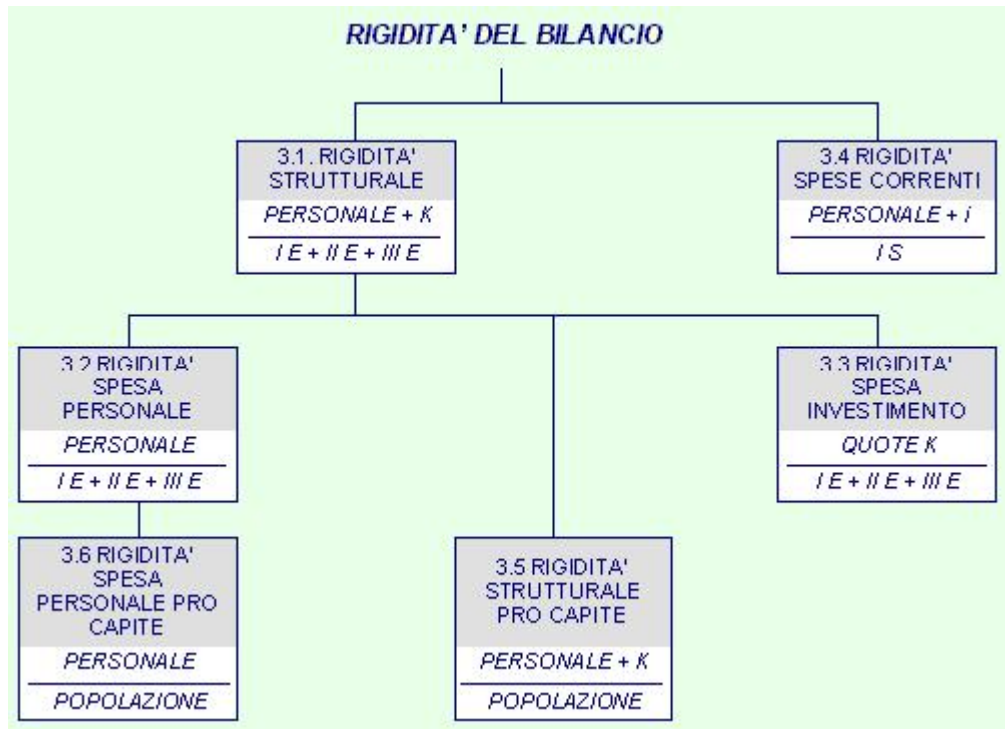 RIGIDITA' DEL BILANCIO
3.1. RIGIDITA'
STRUTTURALE
PERSONALE + K
I E + II E + III E
3.4 RIGIDITA'
SPESE CORRENTI
PERSONALE + i
I S
3.2 RIGIDITA'
SPESA
PERSONALE
PERSONALE
I E + II E + III E
3.3 RIGIDITA'
SPESA
INVESTIMENTO
QUOTE K
I E + II E + III E
3.6 RIGIDITA'
SPESA
PERSONALE PRO
CAPITE
PERSONALE
POPOLAZIONE
3.5 RIGIDITA'
STRUTTURALE
PRO CAPITE
PERSONALE + K
POPOLAZIONE